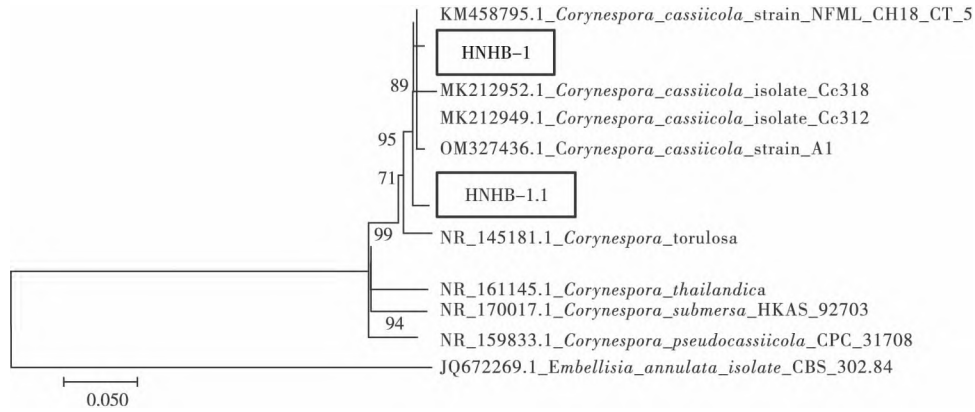 KM458795.1_Corynespora_cassiicola_strain_NFML_CH18_CT_5
HNHB-1
89
MK212952.1_Corynespora_cassiicola_isolate_Cc318
MK212949.1_Corynespora_cassiicola_isolate_Cc312
95
OM327436.1_Corynespora_cassiicola_strain_A1
71
HNHB-1.1
99
NR_145181.1_Corynespora_torulosa
NR_161145.1_Corynespora_thailandica
NR_170017.1_Corynespora_submersa_HKAS_92703
94
NR_159833.1_Corynespora_pseudocassiicola_CPC_31708
JQ672269.1_Embellisia_annulata_isolate_CBS_302.84
0.050